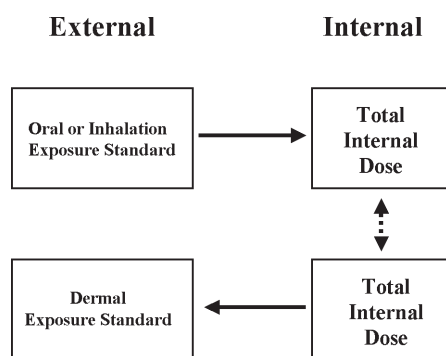 External
Internal
Oral or Inhalation
Exposure Standard
Total
Internal
Dose
Dermal
Exposure Standard
Total
Internal
Dose